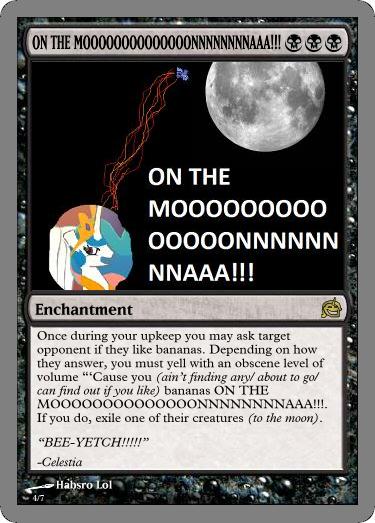 ON THE MOOOOOOOOOOOOOONNNNNNNNAAA!!!
ON THE
MOOOOOOOOO
OOOOONNNNNN
NNAAA!!!
Enchantment
Once during your upkeep you may ask target
opponent if they like bananas. Depending on how
they answer, you must yell with an obscene level of
volume "‘Cause you (ain't finding any/ about to go/
can find out if you like) bananas ON THE
MOOOOOOOOOOOOOONNNNNNNNAAA!!!.
If you do, exile one of their creatures (to the moon).
"BEE-YETCH!!!!!"
-Celestia
Habsro Lol
4/7